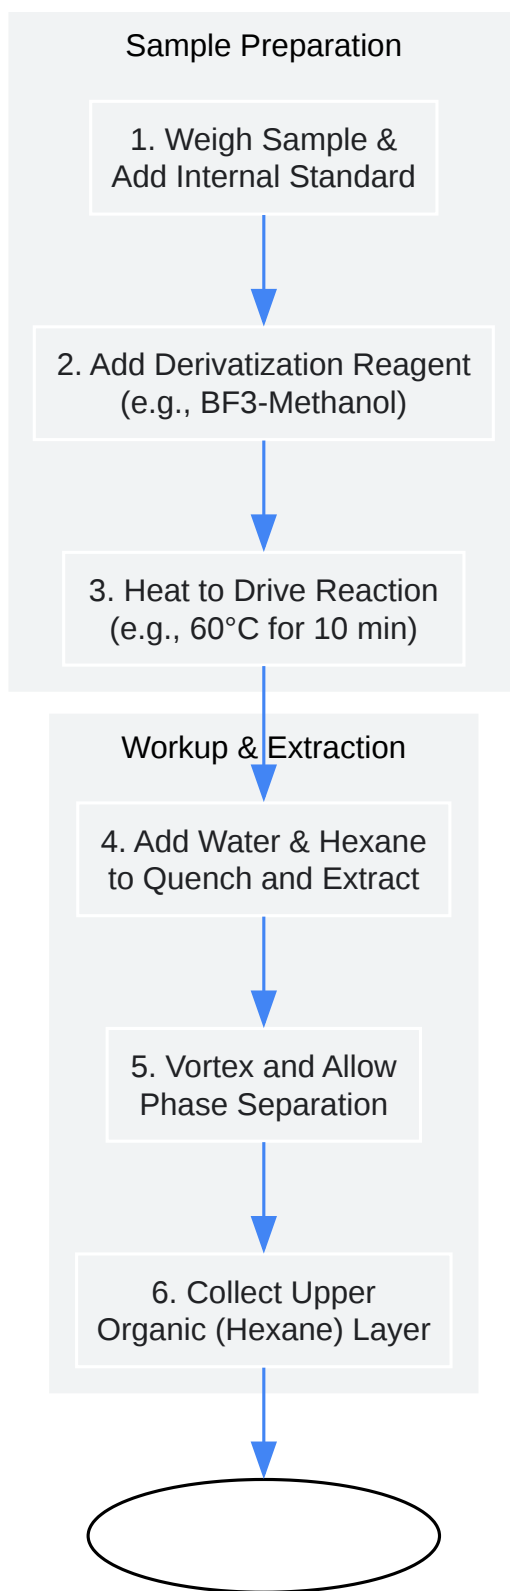 Sample Preparation
1. Weigh Sample &
Add Internal Standard
2. Add Derivatization Reagent
(e.g., BF3-Methanol)
3. Heat to Drive Reaction
(e.g., 60°C for 10 min)
Workup & Extraction
4. Add Water & Hexane
to Quench and Extract
5. Vortex and Allow
Phase Separation
6. Collect Upper
Organic (Hexane) Layer